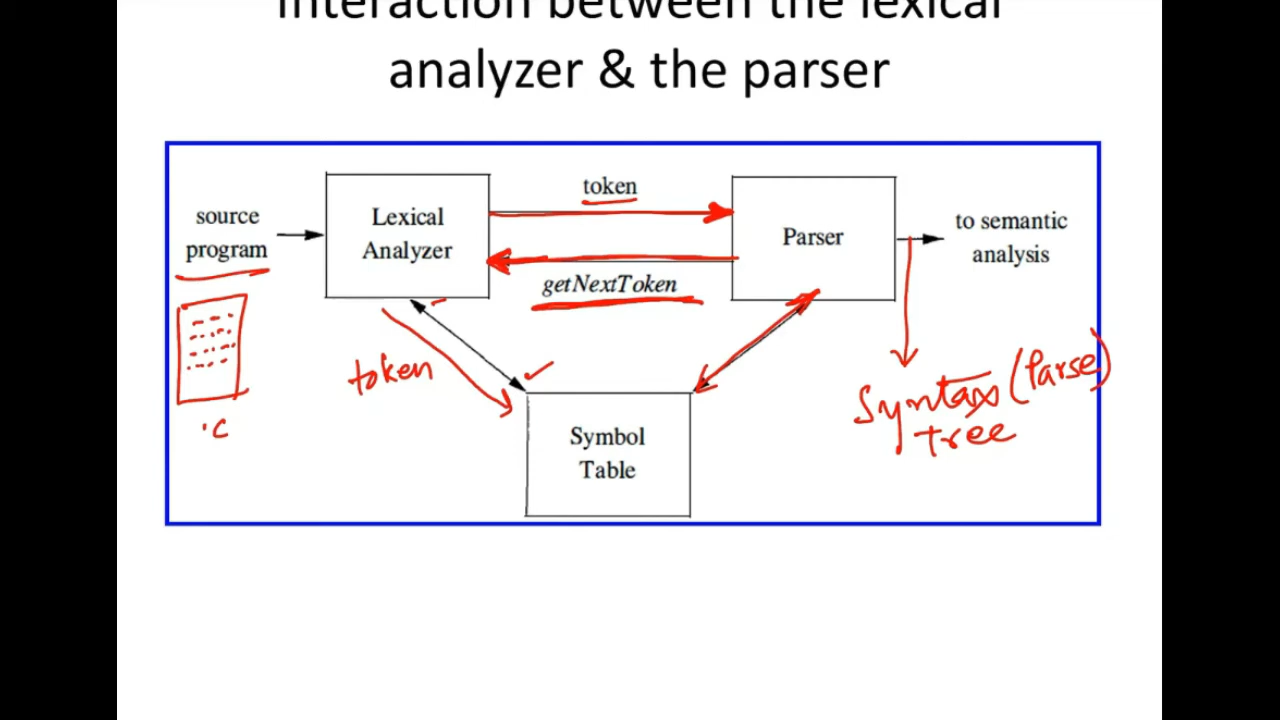 Interaction between the lexical
analyzer & the parser
token
source
program
Lexical
Analyzer
Parser
to semantic
analysis
getNextToken
token
.c
Symbol
Table
Syntax (Parse)
tree